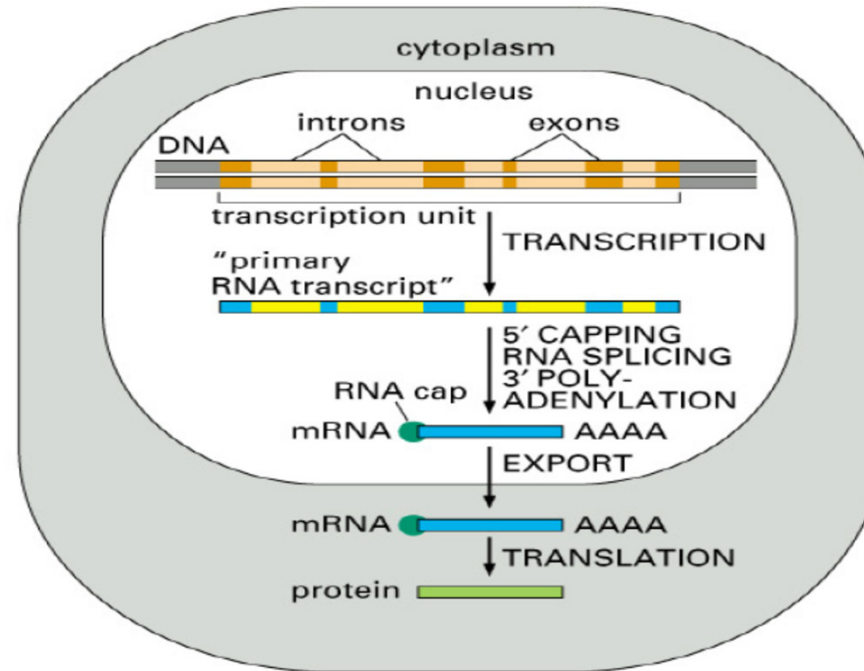 cytoplasm
nucleus
introns
exons
DNA
transcription unit
TRANSCRIPTION
“primary
RNA transcript”
5′ CAPPING
RNA SPLICING
3′ POLY-
ADENYLATION
RNA cap
mRNA
AAAA
EXPORT
mRNA
AAAA
TRANSLATION
protein